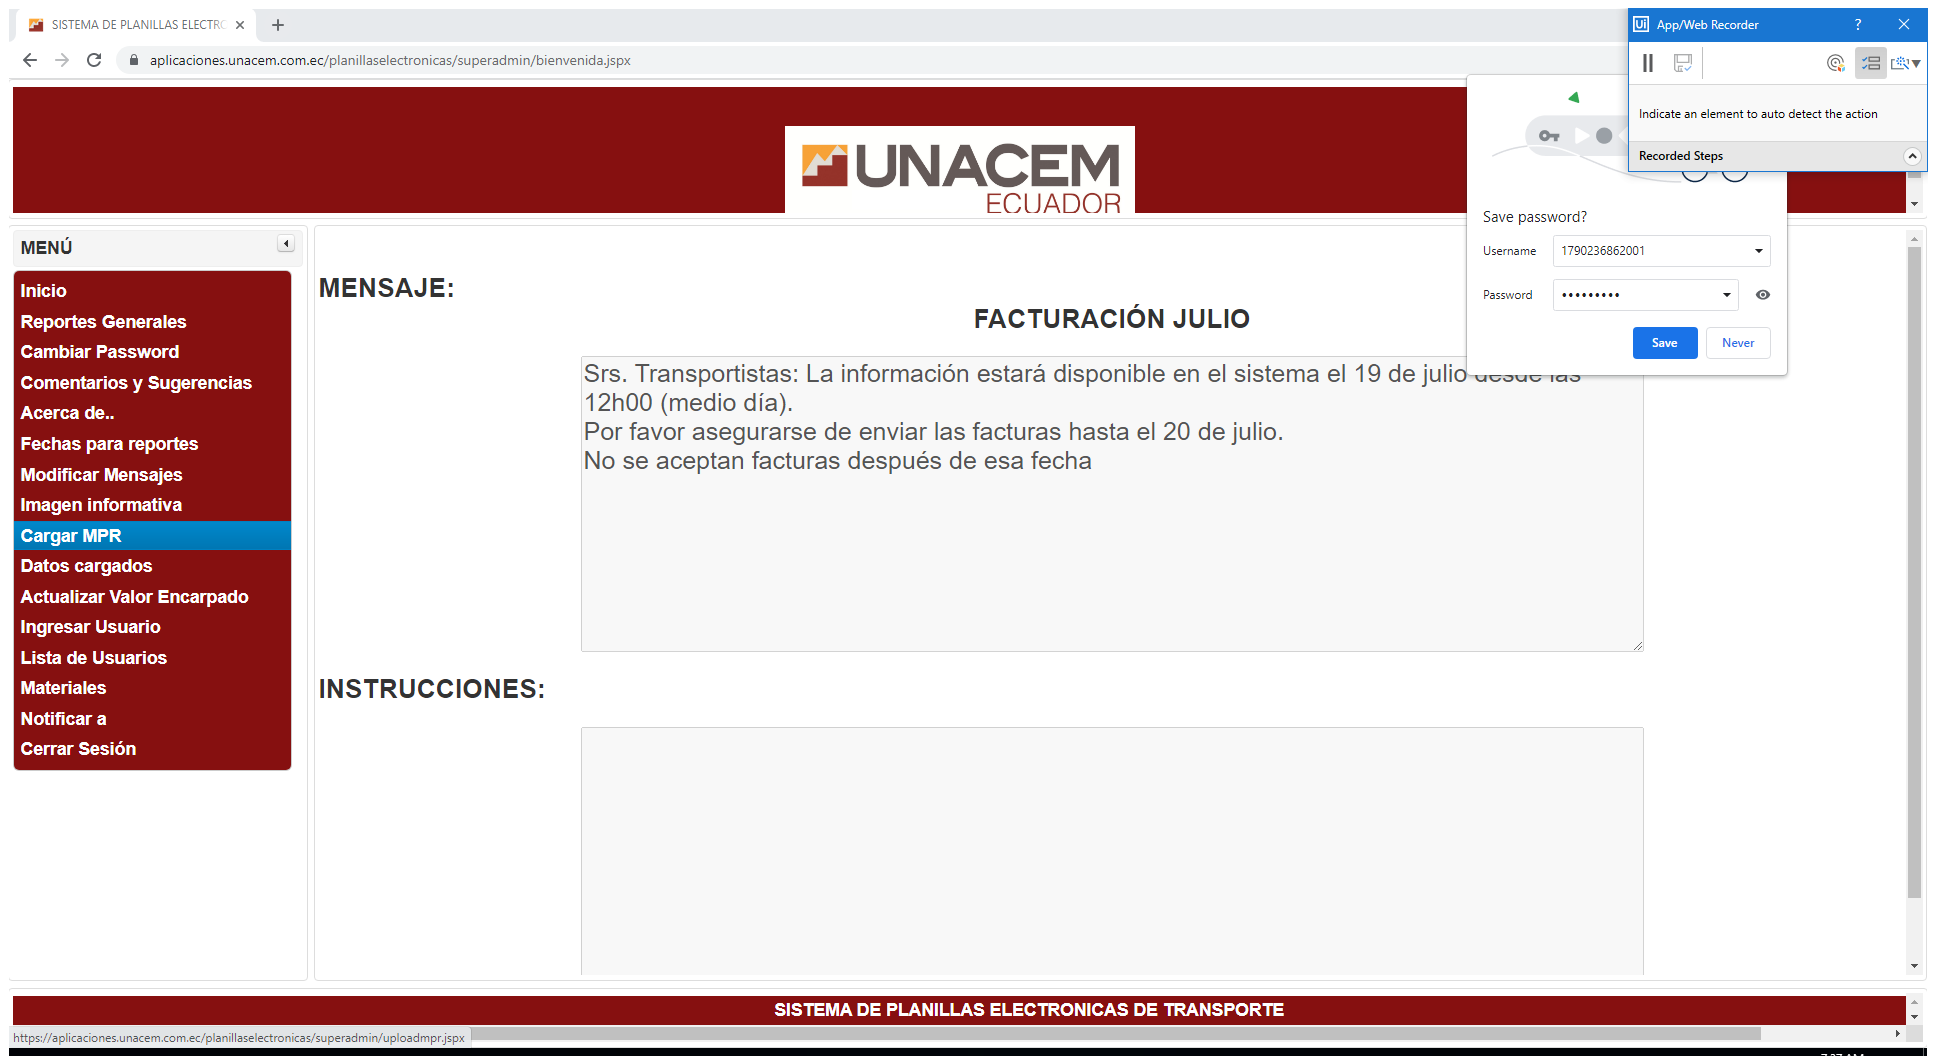 SISTEMA DE PLANILLAS ELECTRO
Ui App/Web Recorder ?
aplicaciones.unacem.com.ec/planillaselectronicas/superadmin/bienvenida.jspx
Indicate an element to auto detect the action
Recorded Steps
UNACEM
ECUADOR
Save password?
Username 1790236862001
Password •••••••••
Save Never
MENÚ
Inicio
Reportes Generales
Cambiar Password
Comentarios y Sugerencias
Acerca de..
Fechas para reportes
Modificar Mensajes
Imagen informativa
Cargar MPR
Datos cargados
Actualizar Valor Encarpado
Ingresar Usuario
Lista de Usuarios
Materiales
Notificar a
Cerrar Sesión
MENSAJE:
FACTURACIÓN JULIO
Srs. Transportistas: La información estará disponible en el sistema el 19 de julio desde las
12h00 (medio día).
Por favor asegurarse de enviar las facturas hasta el 20 de julio.
No se aceptan facturas después de esa fecha
INSTRUCCIONES:
SISTEMA DE PLANILLAS ELECTRONICAS DE TRANSPORTE
https://aplicaciones.unacem.com.ec/planillaselectronicas/superadmin/uploadmpr.jspx